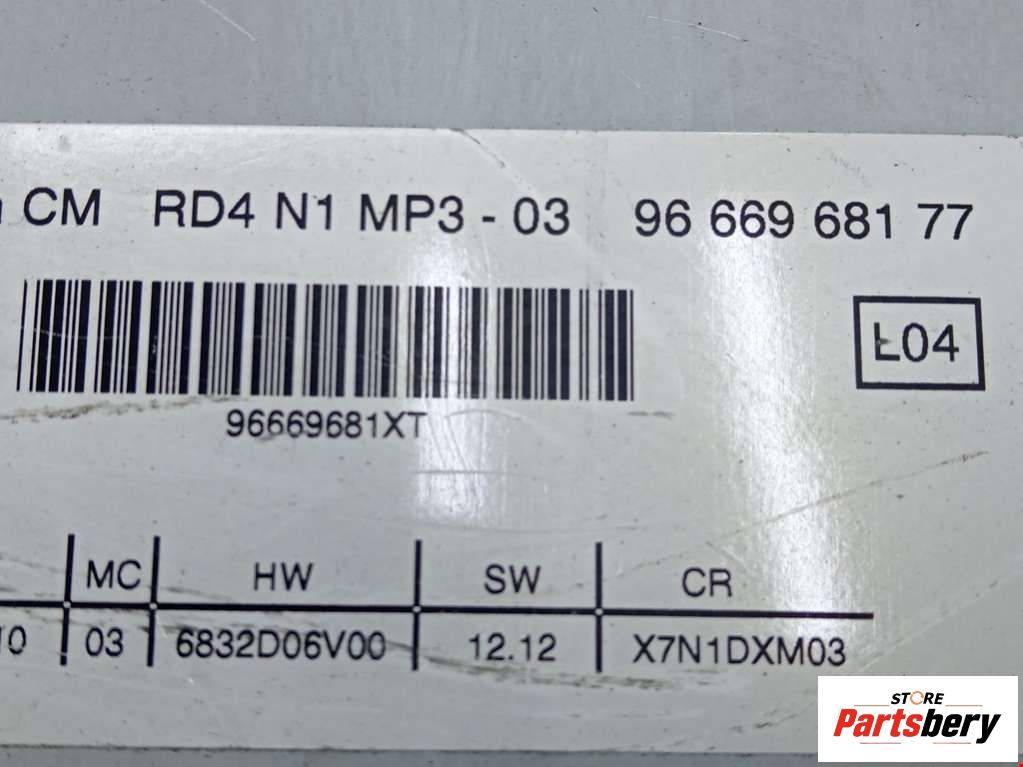 CM RD4 N1 MP3 - 03 96 669 681 77
L04
96669681XT
MC HW SW CR
10 03 6832D06V00 12.12 X7N1DXM03
STORE
Partsbery